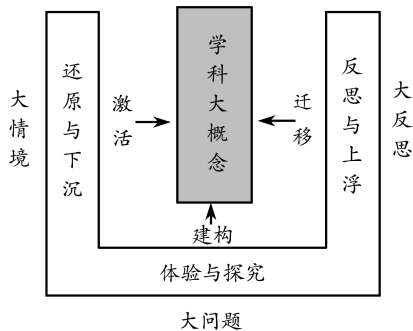 大情境
还原与下沉
激活
学科大概念
迁移
反思与上浮
大反思
建构
体验与探究
大问题